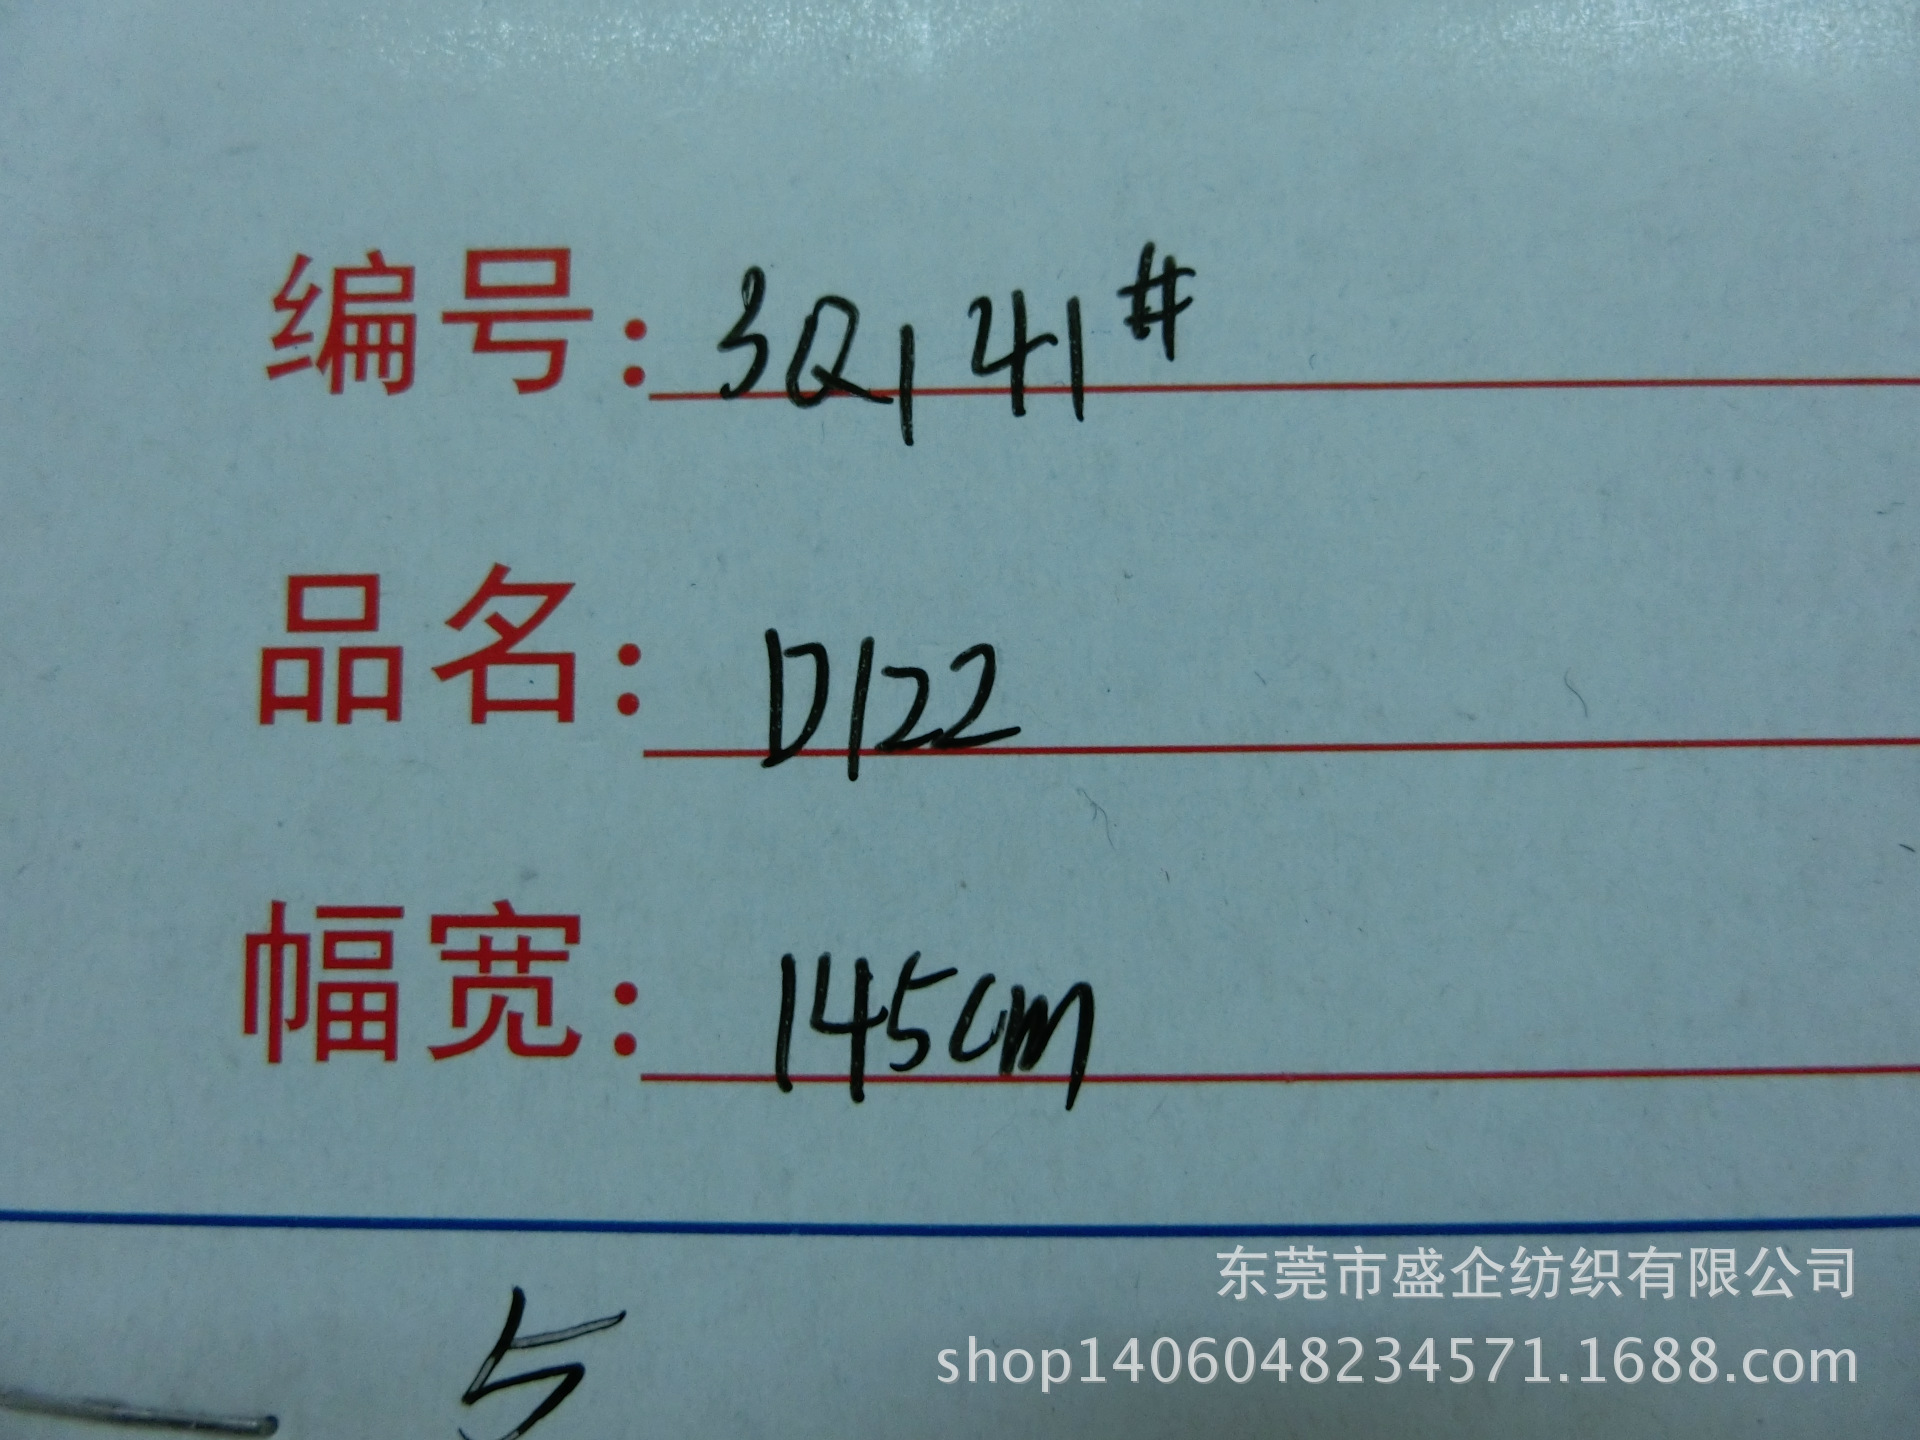 编号: 3Q141#
品名: D122
幅宽: 145cm
5
东莞市盛企纺织有限公司
shop1406048234571.1688.com